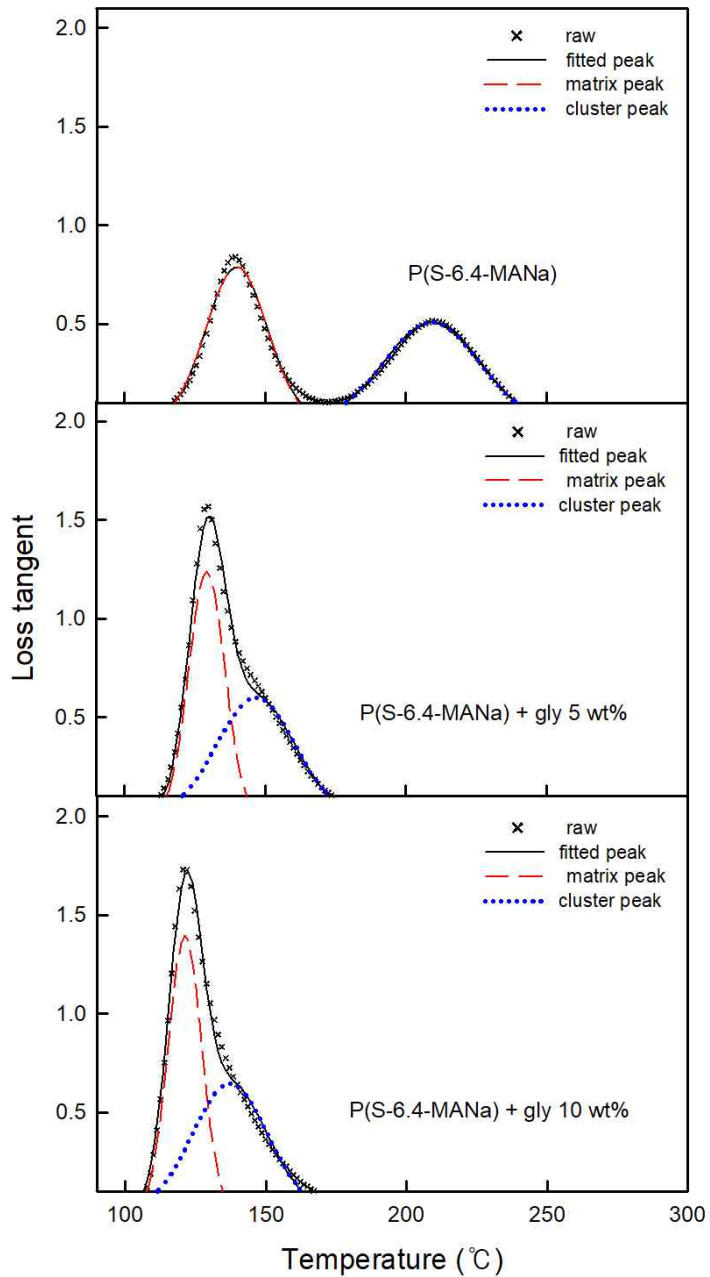 2.0
1.5
1.0
0.5
raw
fitted peak
matrix peak
cluster peak
P(S-6.4-MANa)
2.0
1.5
1.0
0.5
raw
fitted peak
matrix peak
cluster peak
P(S-6.4-MANa) + gly 5 wt%
Loss tangent
2.0
1.5
1.0
0.5
raw
fitted peak
matrix peak
cluster peak
P(S-6.4-MANa) + gly 10 wt%
100 150 200 250 300
Temperature (℃)